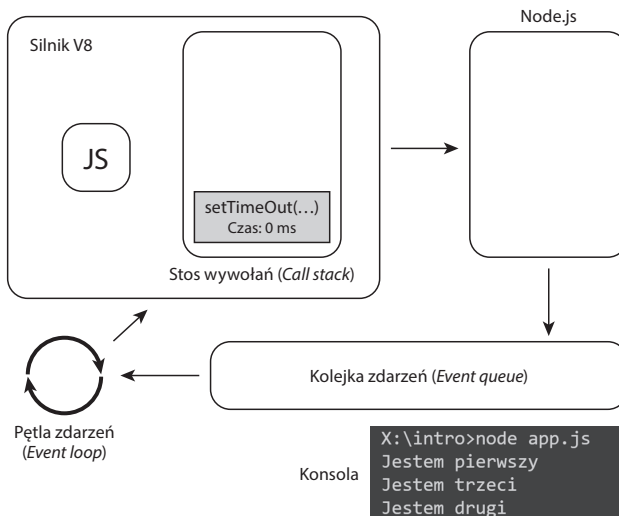 Node.js
Silnik V8
JS
setTimeOut(...)
Czas: 0 ms
Stos wywołań (Call stack)
Kolejka zdarzeń (Event queue)
Pętla zdarzeń
(Event loop)
Konsola
X:\intro>node app.js
Jestem pierwszy
Jestem trzeci
Jestem drugi